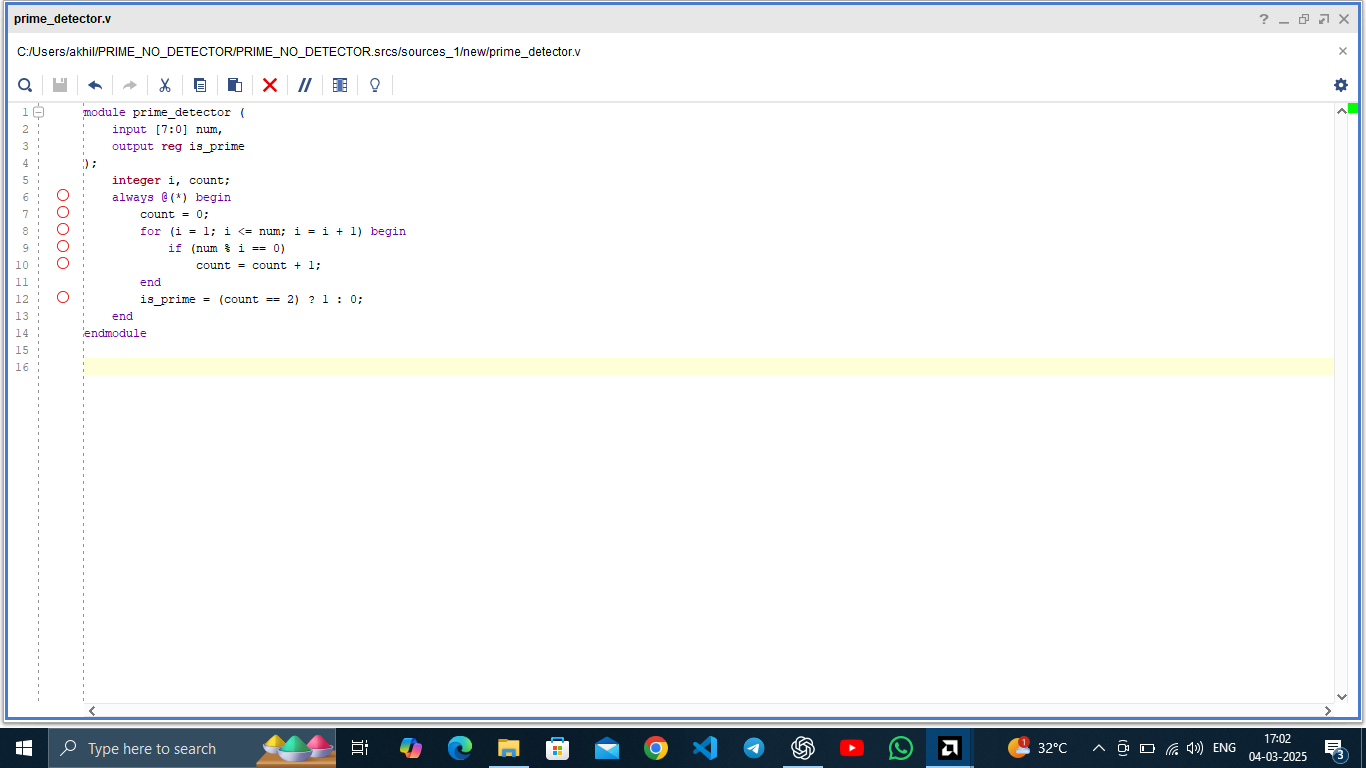 prime_detector.v
C:/Users/akhil/PRIME_NO_DETECTOR/PRIME_NO_DETECTOR.srcs/sources_1/new/prime_detector.v
1 module prime_detector (
2     input [7:0] num,
3     output reg is_prime
4 );
5     integer i, count;
6     always @(*) begin
7         count = 0;
8         for (i = 1; i <= num; i = i + 1) begin
9             if (num % i == 0)
10                 count = count + 1;
11         end
12         is_prime = (count == 2) ? 1 : 0;
13     end
14 endmodule
15
16
Type here to search
1
32°C
ENG
17:02
04-03-2025
3